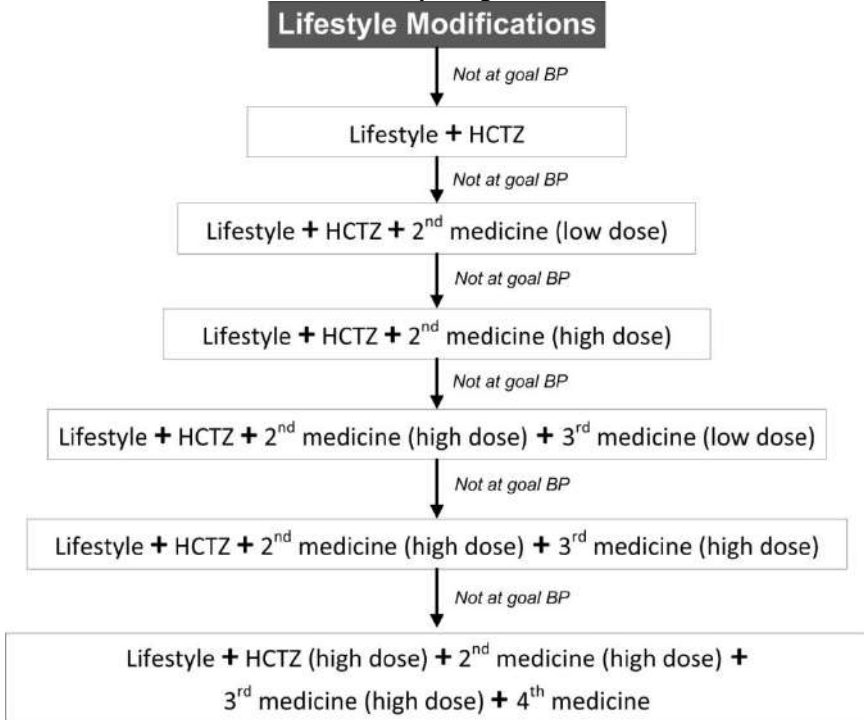 Lifestyle Modifications
Not at goal BP
Lifestyle + HCTZ
Not at goal BP
Lifestyle + HCTZ + 2nd medicine (low dose)
Not at goal BP
Lifestyle + HCTZ + 2nd medicine (high dose)
Not at goal BP
Lifestyle + HCTZ + 2nd medicine (high dose) + 3rd medicine (low dose)
Not at goal BP
Lifestyle + HCTZ + 2nd medicine (high dose) + 3rd medicine (high dose)
Not at goal BP
Lifestyle + HCTZ (high dose) + 2nd medicine (high dose) +
3rd medicine (high dose) + 4th medicine